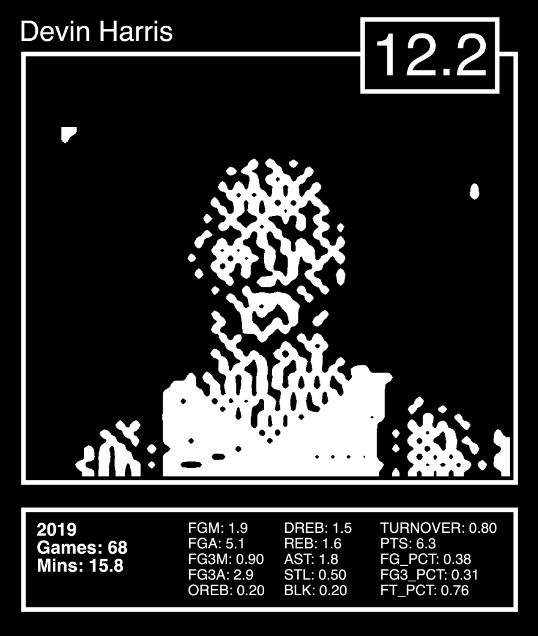 Devin Harris
12.2
2019
Games: 68
Mins: 15.8
FGM: 1.9
FGA: 5.1
FG3M: 0.90
FG3A: 2.9
OREB: 0.20
DREB: 1.5
REB: 1.6
AST: 1.8
STL: 0.50
BLK: 0.20
TURNOVER: 0.80
PTS: 6.3
FG_PCT: 0.38
FG3_PCT: 0.31
FT_PCT: 0.76